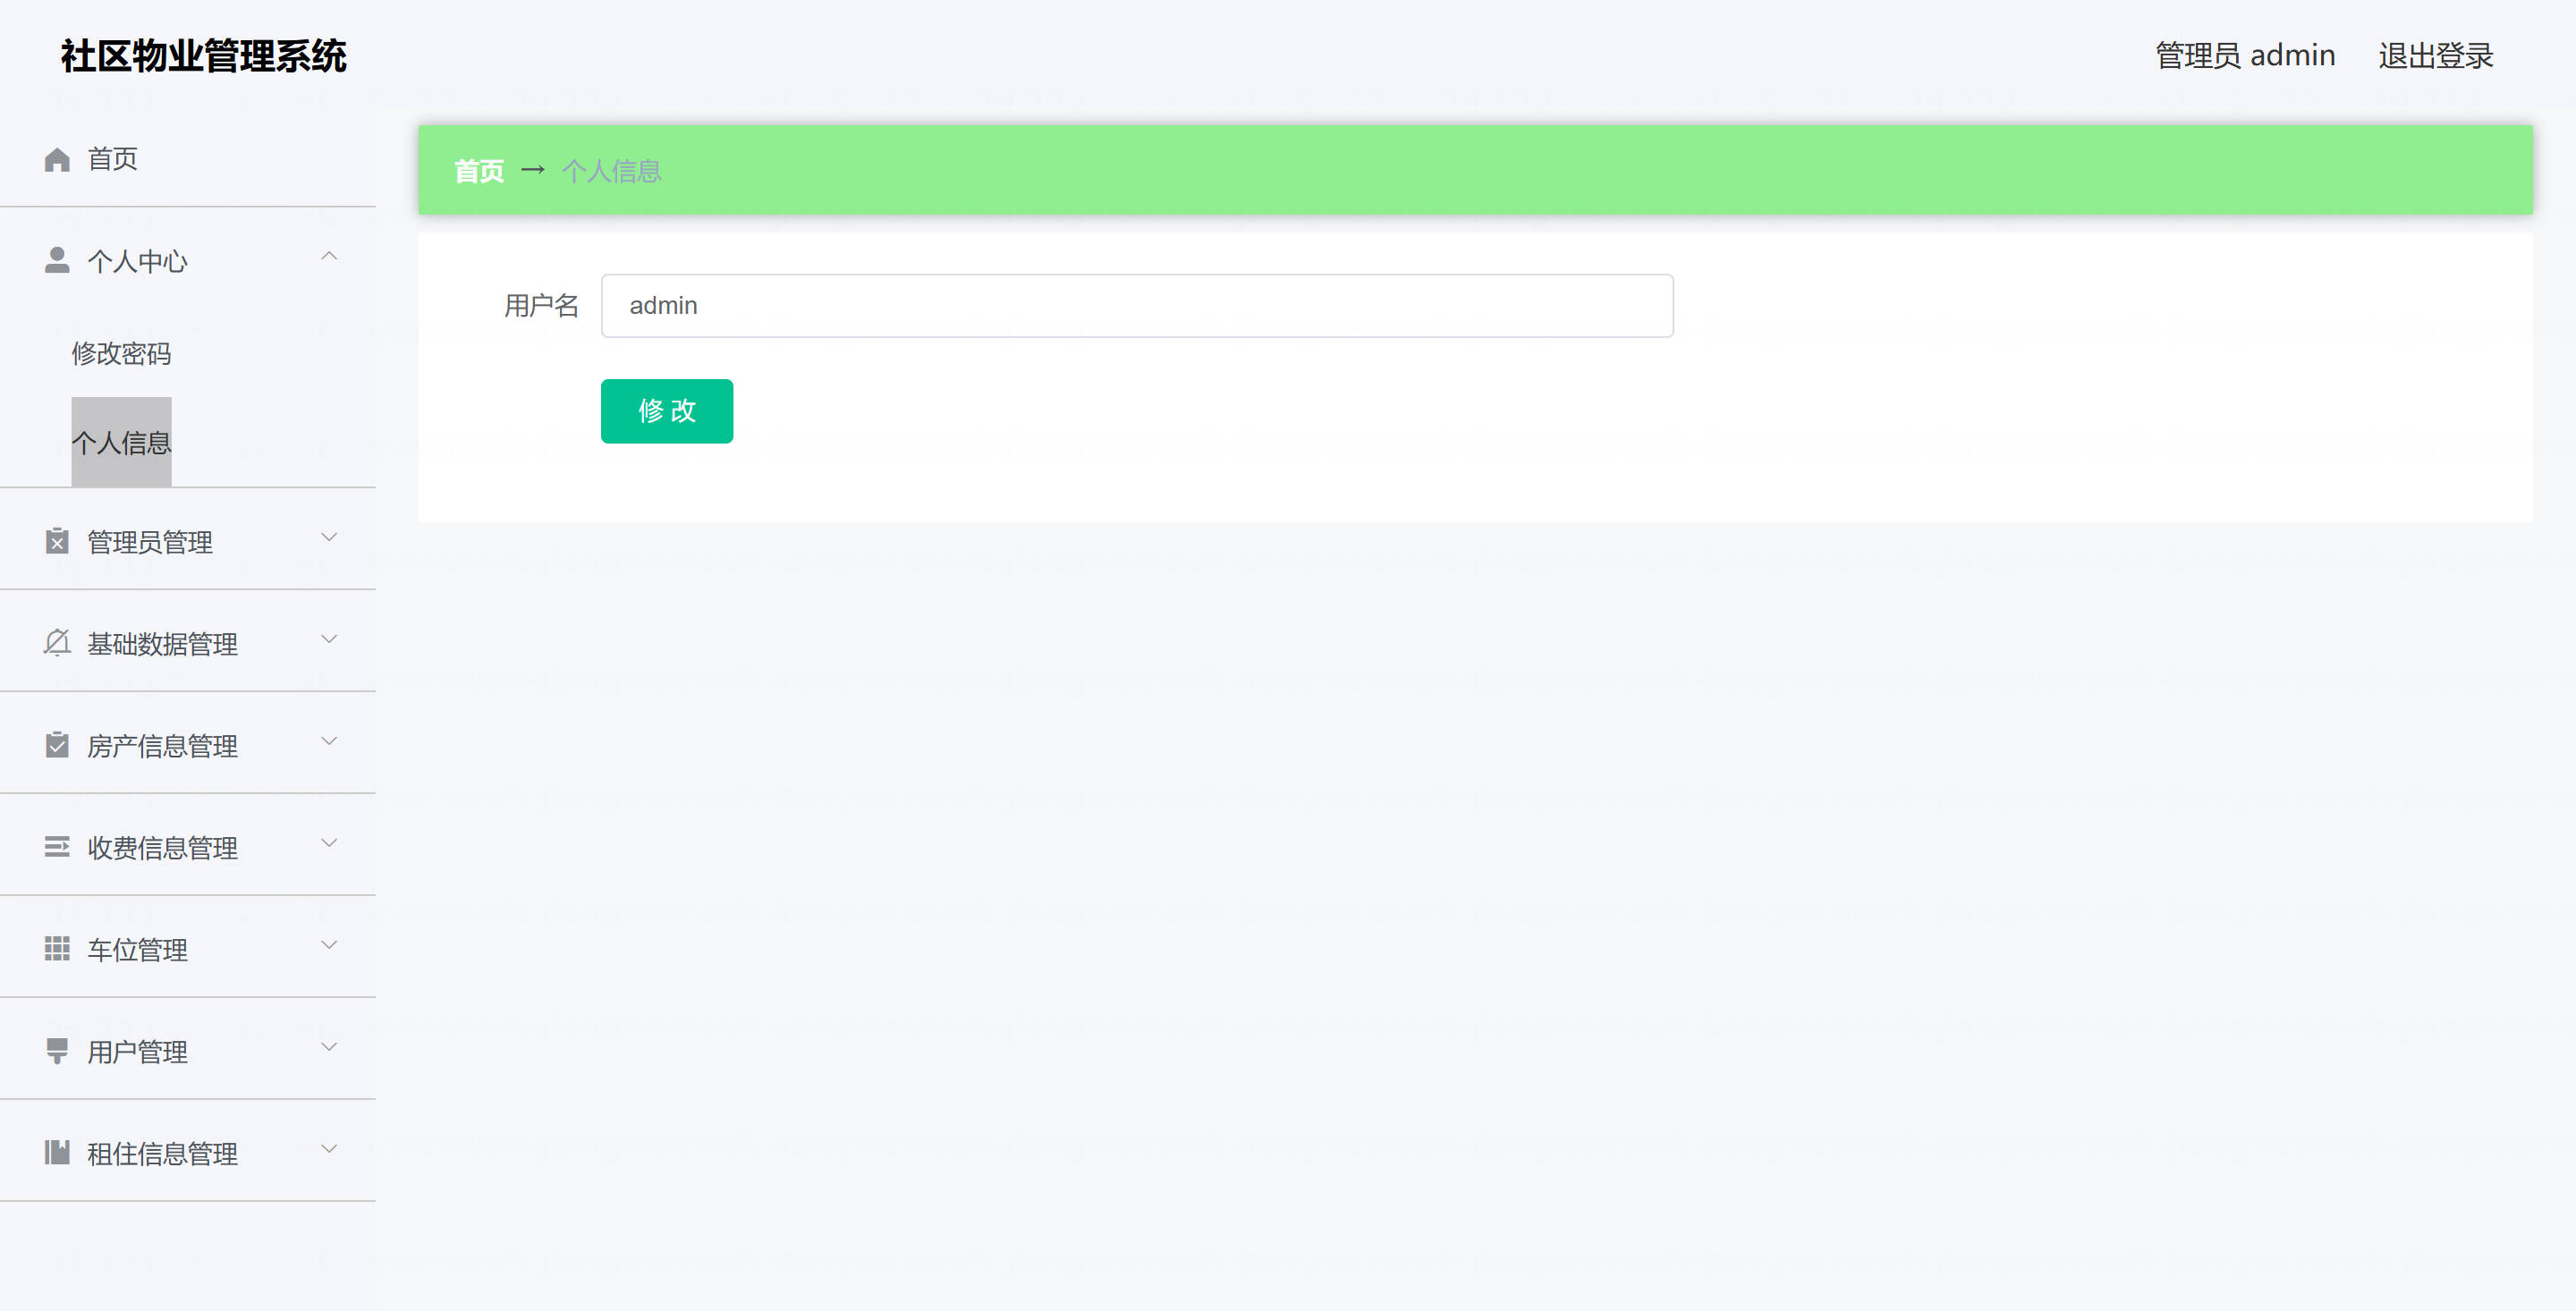 社区物业管理系统
管理员 admin 退出登录
首页
个人中心
修改密码
个人信息
管理员管理
基础数据管理
房产信息管理
收费信息管理
车位管理
用户管理
租住信息管理
首页 → 个人信息
用户名 admin
修 改